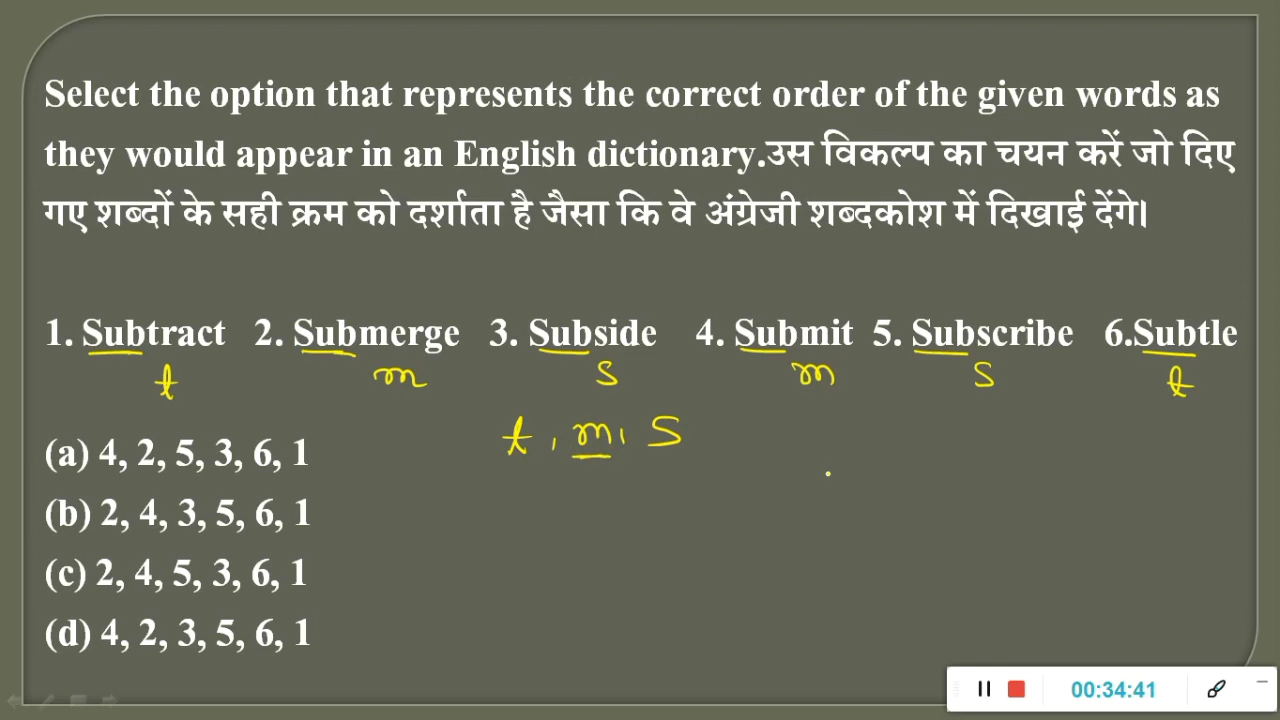 Select the option that represents the correct order of the given words as
they would appear in an English dictionary.उस विकल्प का चयन करें जो दिए
गए शब्दों के सही क्रम को दर्शाता है जैसा कि वे अंग्रेजी शब्दकोश में दिखाई देंगे।
1. Subtract 2. Submerge 3. Subside 4. Submit 5. Subscribe 6.Subtle
t m s m s t
t, m, S
(a) 4, 2, 5, 3, 6, 1
(b) 2, 4, 3, 5, 6, 1
(c) 2, 4, 5, 3, 6, 1
(d) 4, 2, 3, 5, 6, 1
00:34:41